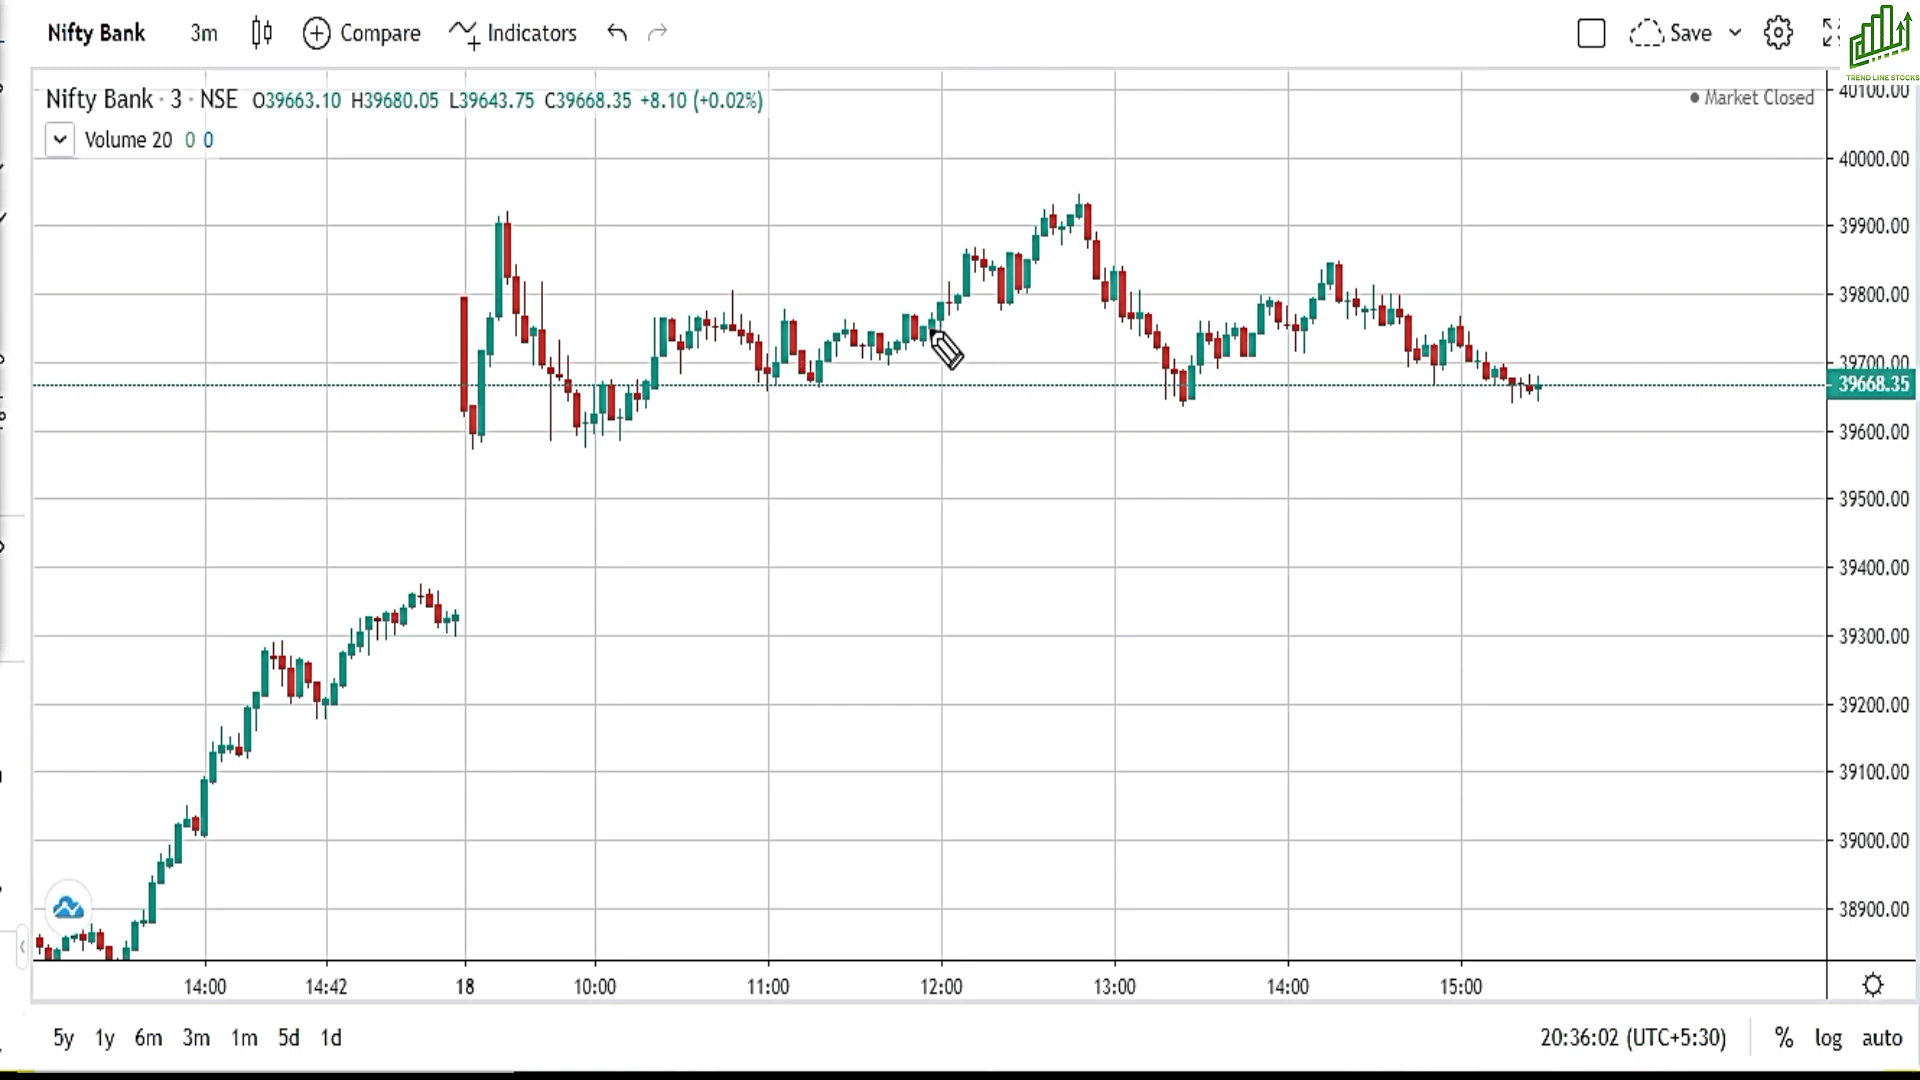 Nifty Bank 3m Compare Indicators Save
TREND LINE STOCKS
Nifty Bank · 3 · NSE O39663.10 H39680.05 L39643.75 C39668.35 +8.10 (+0.02%)
Market Closed
Volume 20 0 0
40100.00
40000.00
39900.00
39800.00
39700.00
39668.35
39600.00
39500.00
39400.00
39300.00
39200.00
39100.00
39000.00
38900.00
14:00 14:42 18 10:00 11:00 12:00 13:00 14:00 15:00
5y 1y 6m 3m 1m 5d 1d 20:36:02 (UTC+5:30) % log auto